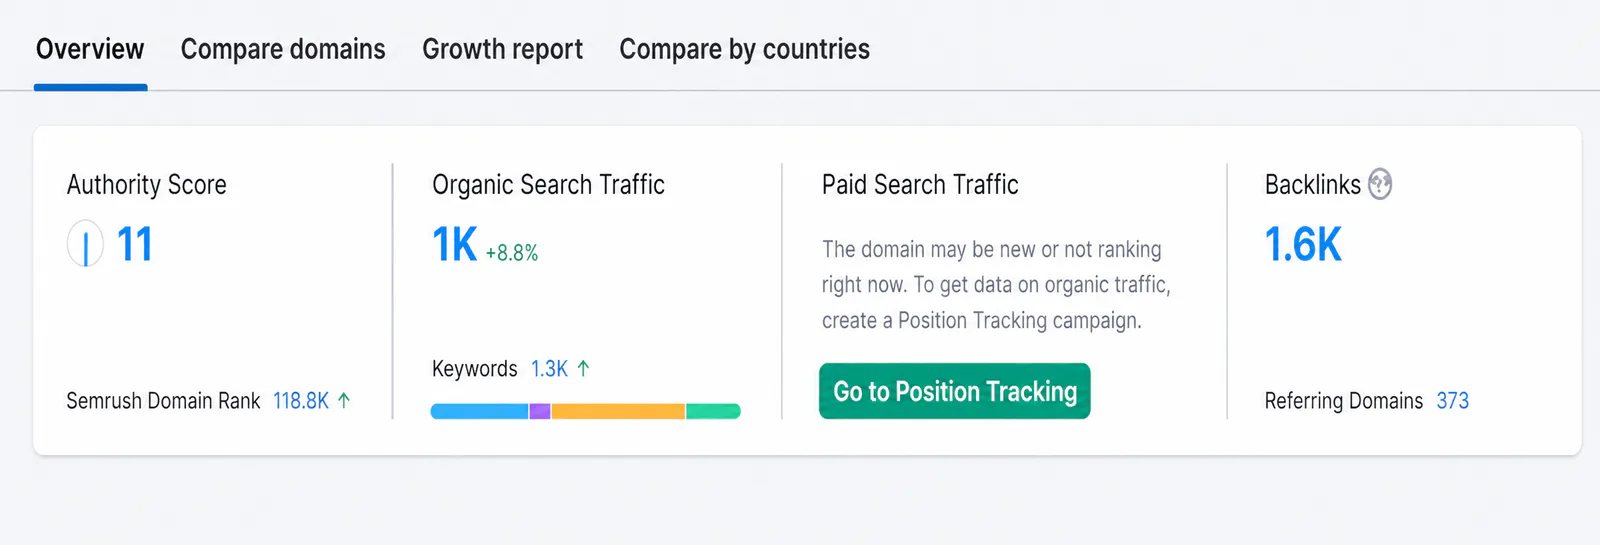 Overview Compare domains Growth report Compare by countries
Authority Score
11
Semrush Domain Rank 118.8K ↑
Organic Search Traffic
1K +8.8%
Keywords 1.3K ↑
Paid Search Traffic
The domain may be new or not ranking
right now. To get data on organic traffic,
create a Position Tracking campaign.
Go to Position Tracking
Backlinks
1.6K
Referring Domains 373